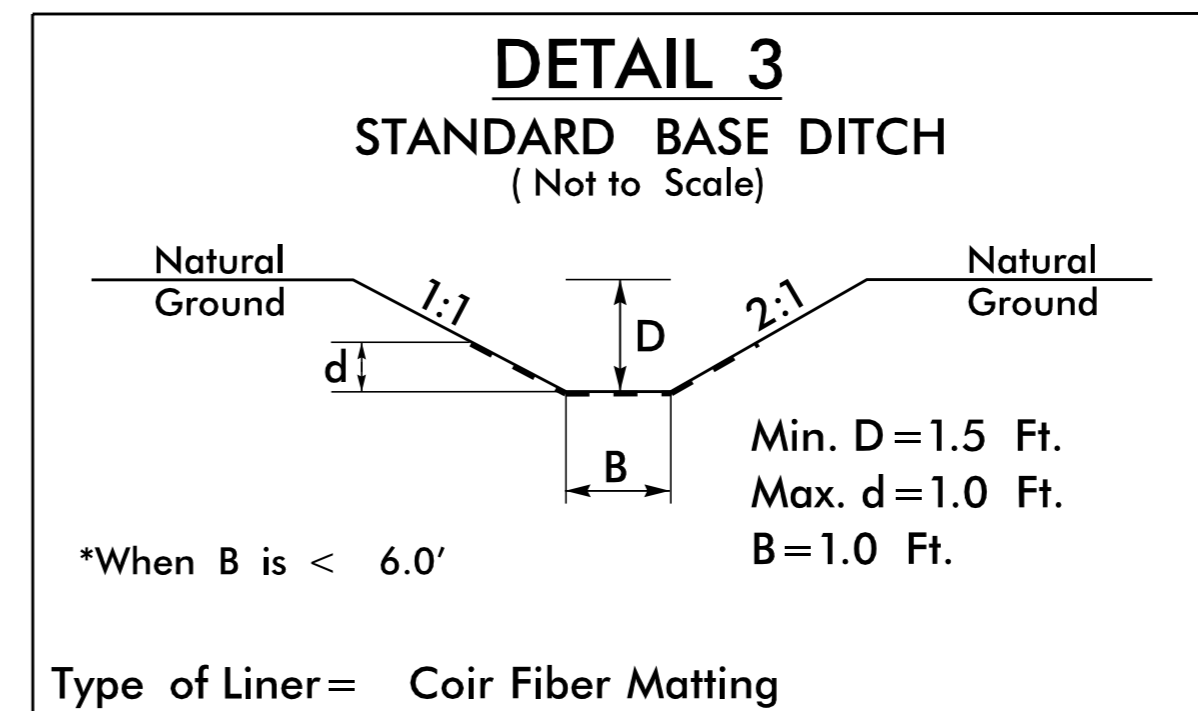 DETAIL 3
STANDARD BASE DITCH
( Not to Scale)
Natural
Ground
1:1
d
D
2:1
Natural
Ground
B
Min. D=1.5 Ft.
Max. d=1.0 Ft.
B=1.0 Ft.
*When B is < 6.0'
Type of Liner= Coir Fiber Matting